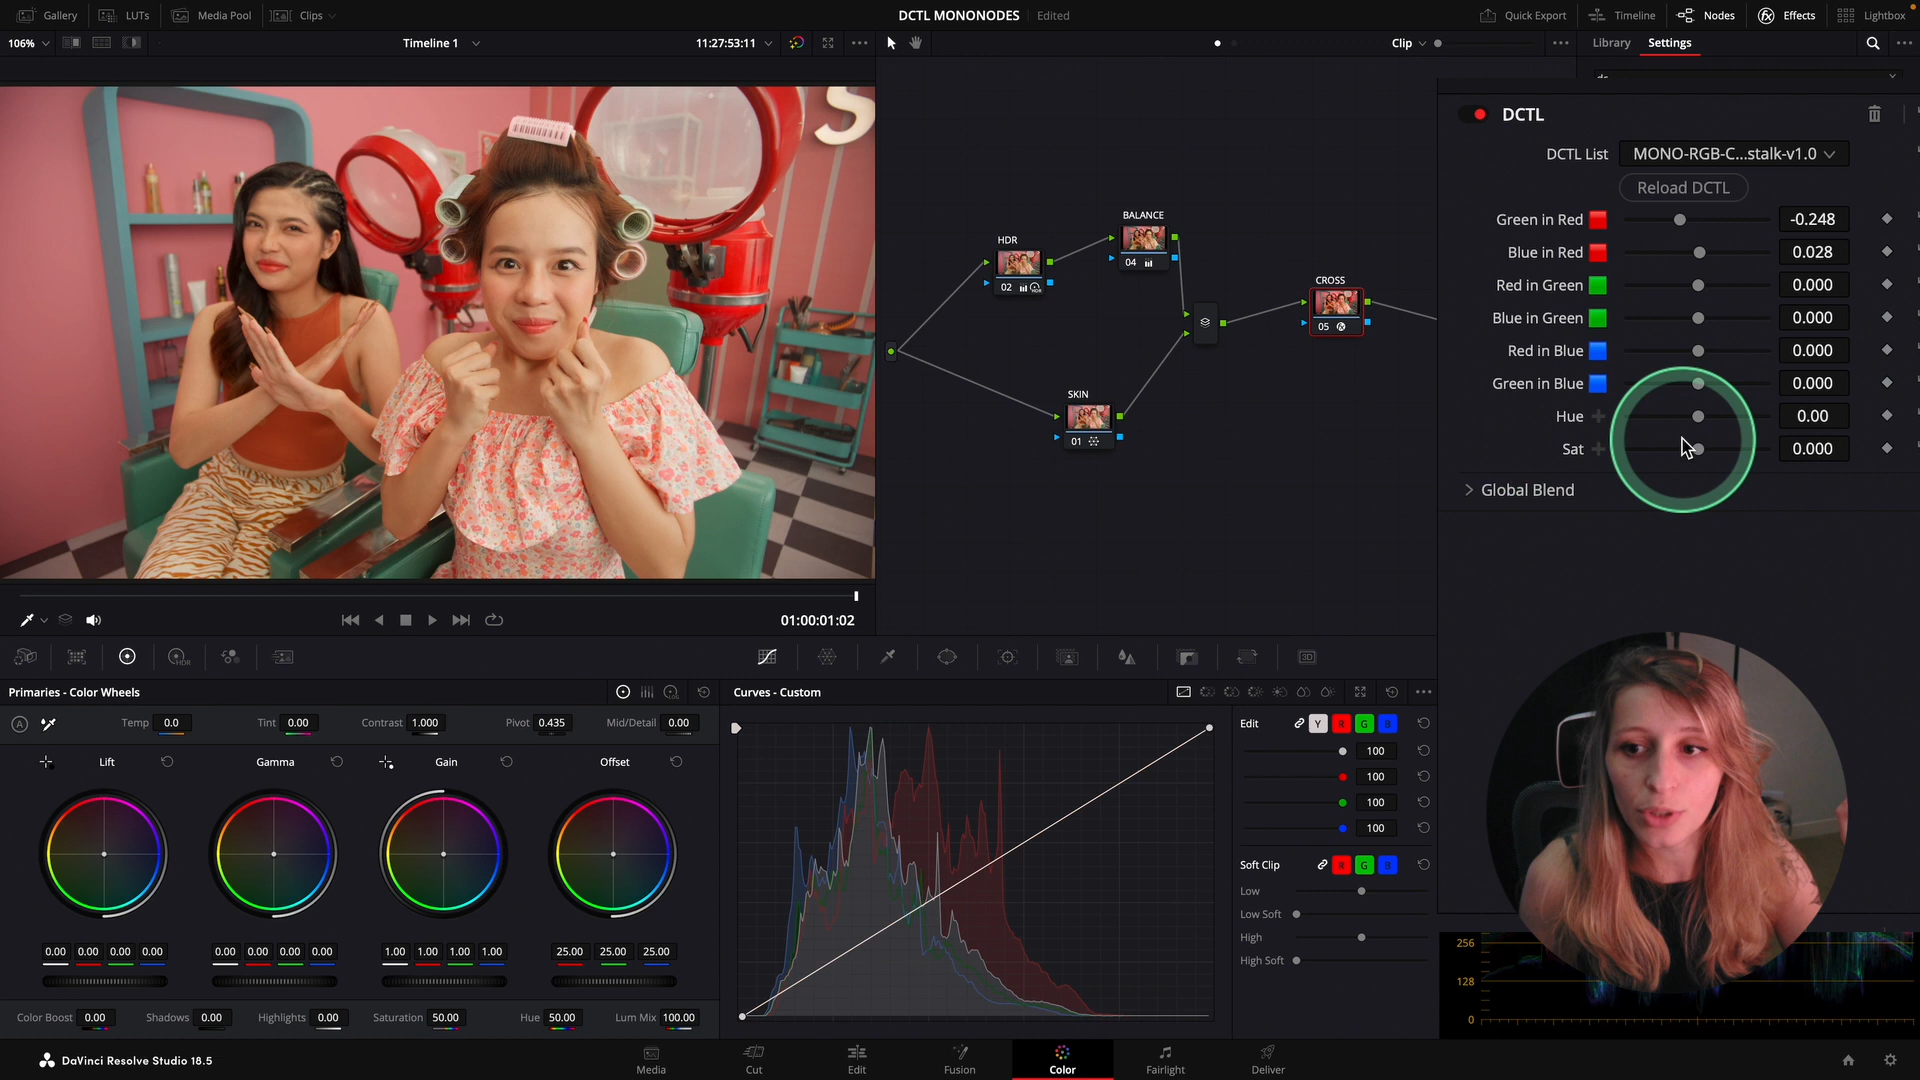 Gallery LUTs Media Pool Clips DCTL MONONODES Edited Quick Export Timeline Nodes Effects Lightbox
106% Timeline 1 11:27:53:11 Clip Library Settings
DCTL
DCTL List MONO-RGB-C...stalk-v1.0
Reload DCTL
Green in Red -0.248
Blue in Red 0.028
Red in Green 0.000
Blue in Green 0.000
Red in Blue 0.000
Green in Blue 0.000
Hue 0.00
Sat 0.000
Global Blend
S
HDR
02
HDR
BALANCE
04
CROSS
05
SKIN
01
01:00:01:02
HDR
3D
Primaries - Color Wheels
LOG
Curves - Custom
A Temp 0.0 Tint 0.00 Contrast 1.000 Pivot 0.435 Mid/Detail 0.00
Lift Gamma Gain Offset
0.00 0.00 0.00 0.00 0.00 0.00 0.00 0.00 1.00 1.00 1.00 1.00 25.00 25.00 25.00
Color Boost 0.00 Shadows 0.00 Highlights 0.00 Saturation 50.00 Hue 50.00 Lum Mix 100.00
Edit Y R G B
100
100
100
100
Soft Clip R G B
Low
Low Soft
High
High Soft
256
128
0
DaVinci Resolve Studio 18.5
Media Cut Edit Fusion Color Fairlight Deliver